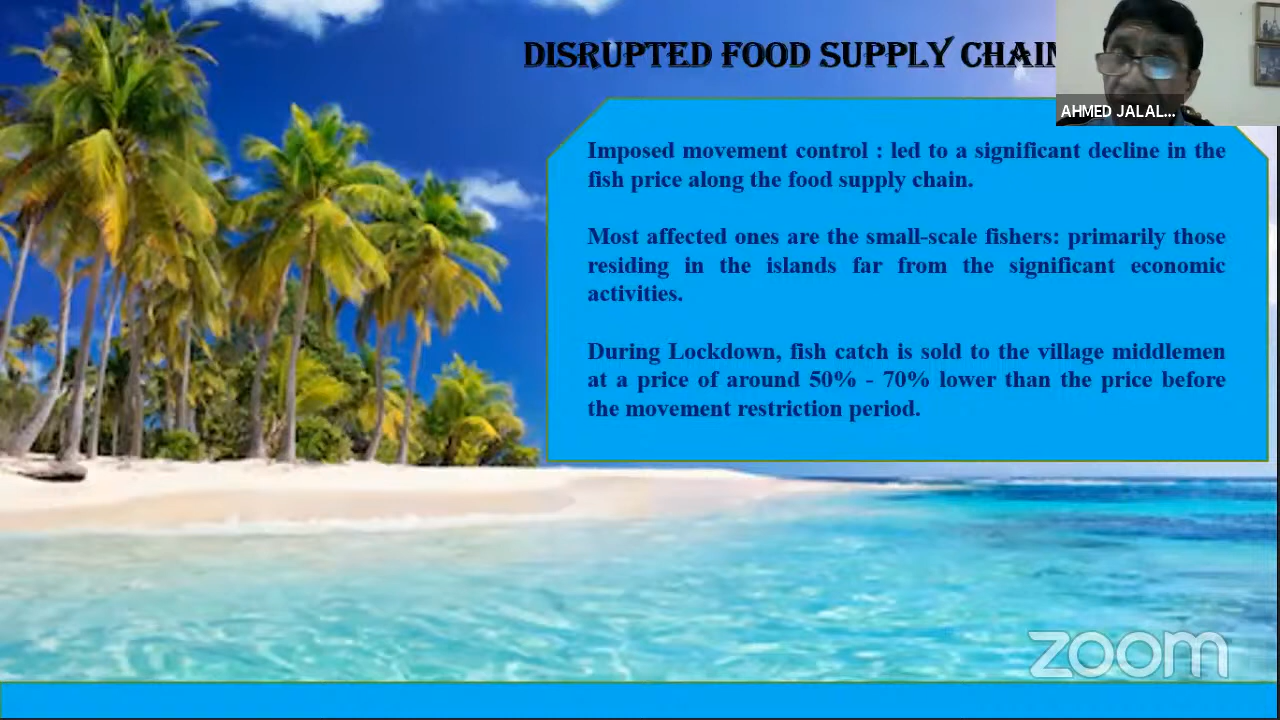 DISRUPTED FOOD SUPPLY CHAIN
AHMED JALAL...
Imposed movement control : led to a significant decline in the
fish price along the food supply chain.
Most affected ones are the small-scale fishers: primarily those
residing in the islands far from the significant economic
activities.
During Lockdown, fish catch is sold to the village middlemen
at a price of around 50% - 70% lower than the price before
the movement restriction period.
zoom